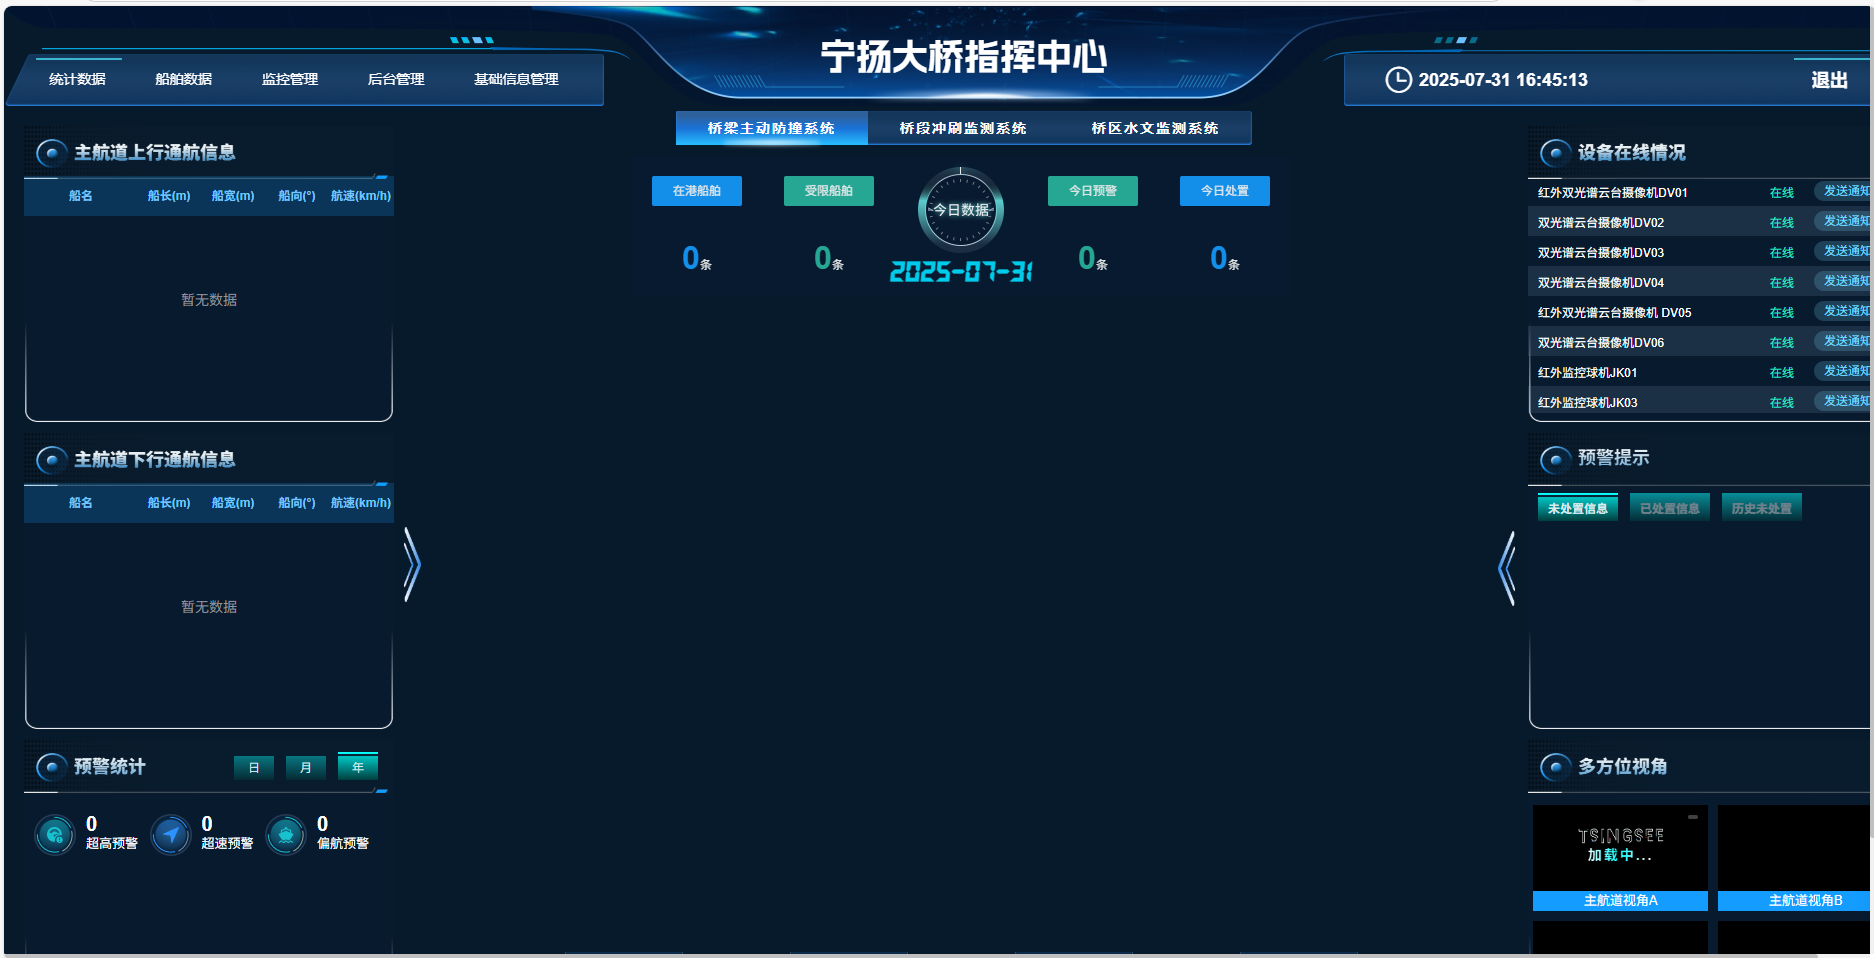 宁扬大桥指挥中心
统计数据 船舶数据 监控管理 后台管理 基础信息管理
2025-07-31 16:45:13 退出
桥梁主动防撞系统 桥段冲刷监测系统 桥区水文监测系统
主航道上行通航信息
船名 船长(m) 船宽(m) 船向(°) 航速(km/h)
暂无数据
主航道下行通航信息
船名 船长(m) 船宽(m) 船向(°) 航速(km/h)
暂无数据
预警统计 日 月 年
0 超高预警
0 超速预警
0 偏航预警
在港船舶 受限船舶 今日数据 今日预警 今日处置
0条 0条 2025-07-31 0条 0条
设备在线情况
红外双光谱云台摄像机DV01 在线 发送通知
双光谱云台摄像机DV02 在线 发送通知
双光谱云台摄像机DV03 在线 发送通知
双光谱云台摄像机DV04 在线 发送通知
红外双光谱云台摄像机 DV05 在线 发送通知
双光谱云台摄像机DV06 在线 发送通知
红外监控球机JK01 在线 发送通知
红外监控球机JK03 在线 发送通知
预警提示
未处置信息 已处置信息 历史未处置
多方位视角
TSINGSEE
加载中...
主航道视角A 主航道视角B